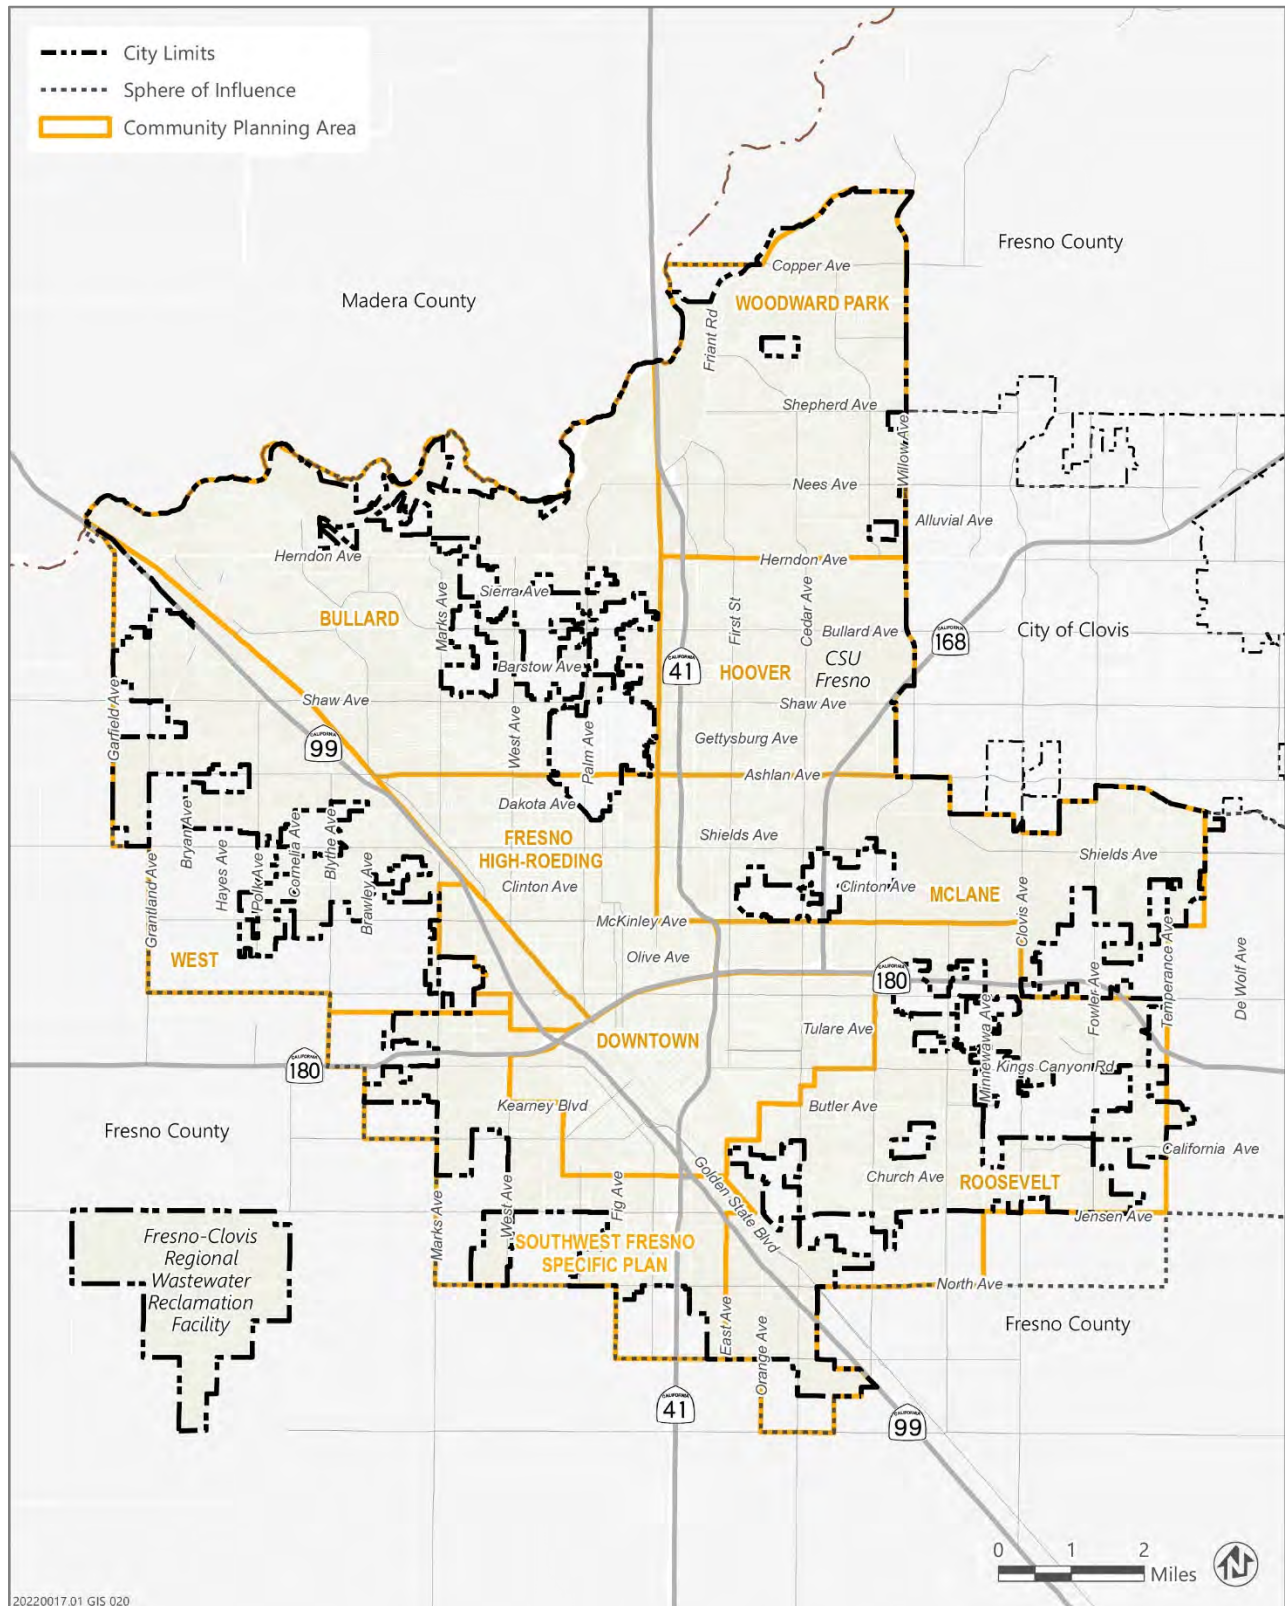 City Limits
Sphere of Influence
Community Planning Area
Fresno County
Madera County
Copper Ave
WOODWARD PARK
Friant Rd
Shepherd Ave
Willow Ave
Nees Ave
Alluvial Ave
Herndon Ave
Herndon Ave
Sierra Ave
BULLARD
Marks Ave
First St
Cedar Ave
Bullard Ave
CALIFORNIA
168
City of Clovis
Barstow Ave
CALIFORNIA
41
HOOVER
CSU
Fresno
Garfield Ave
Shaw Ave
Shaw Ave
CALIFORNIA
99
West Ave
Palm Ave
Gettysburg Ave
Ashlan Ave
Dakota Ave
FRESNO
HIGH-ROEDING
Shields Ave
Shields Ave
Bryan Ave
Hayes Ave
Polk Ave
Cornelia Ave
Blythe Ave
Brawley Ave
Clinton Ave
Clinton Ave
MCLANE
Clovis Ave
Grantland Ave
McKinley Ave
WEST
Olive Ave
CALIFORNIA
180
Fowler Ave
Temperance Ave
De Wolf Ave
DOWNTOWN
Tulare Ave
Minnewawa Ave
Kings Canyon Rd
CALIFORNIA
180
Kearney Blvd
Butler Ave
Fresno County
California Ave
Golden State Blvd
Church Ave
ROOSEVELT
Marks Ave
West Ave
Fig Ave
Jensen Ave
Fresno-Clovis
Regional
Wastewater
Reclamation
Facility
SOUTHWEST FRESNO
SPECIFIC PLAN
North Ave
East Ave
Orange Ave
Fresno County
CALIFORNIA
41
CALIFORNIA
99
0 1 2
Miles
N
20220017.01 GIS 020